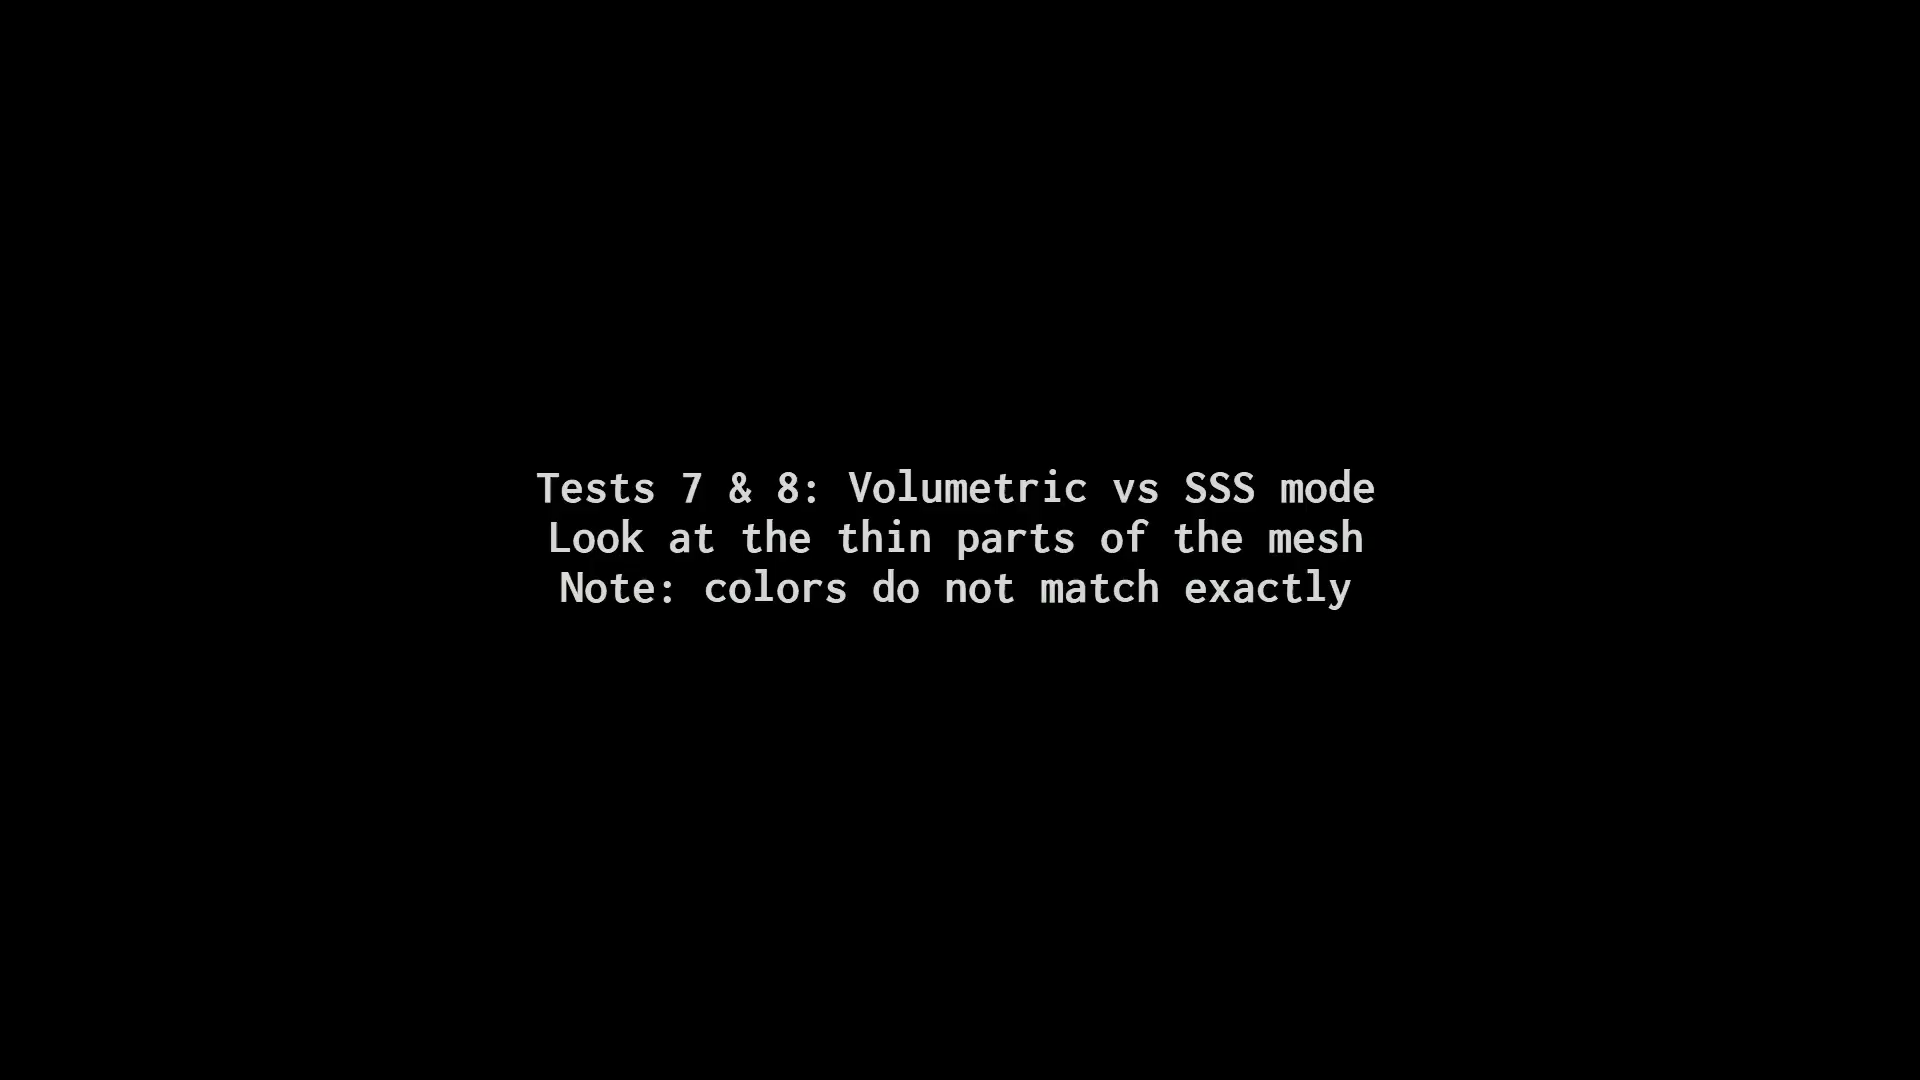 Tests 7 & 8: Volumetric vs SSS mode
Look at the thin parts of the mesh
Note: colors do not match exactly